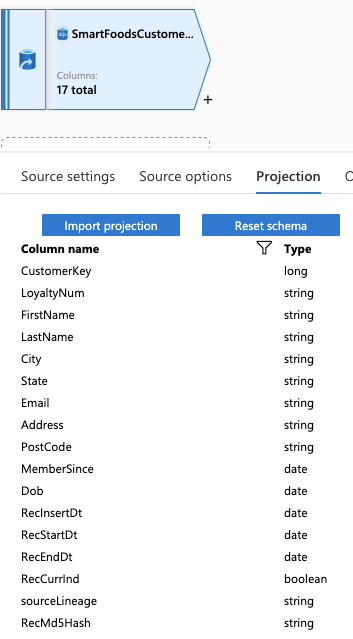 SQL
SmartFoodsCustome...
Columns:
17 total
+
Source settings Source options Projection
Import projection Reset schema
Column name Type
CustomerKey long
LoyaltyNum string
FirstName string
LastName string
City string
State string
Email string
Address string
PostCode string
MemberSince date
Dob date
RecInsertDt date
RecStartDt date
RecEndDt date
RecCurrInd boolean
sourceLineage string
RecMd5Hash string